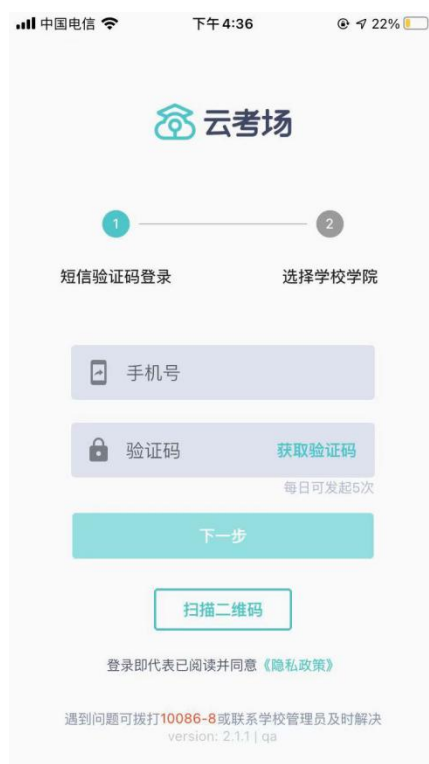 中国电信 下午4:36 22%
云考场
1 2
短信验证码登录 选择学校学院
手机号
验证码 获取验证码
每日可发起5次
下一步
扫描二维码
登录即代表已阅读并同意《隐私政策》
遇到问题可拨打10086-8或联系学校管理员及时解决
version: 2.1.1 | qa